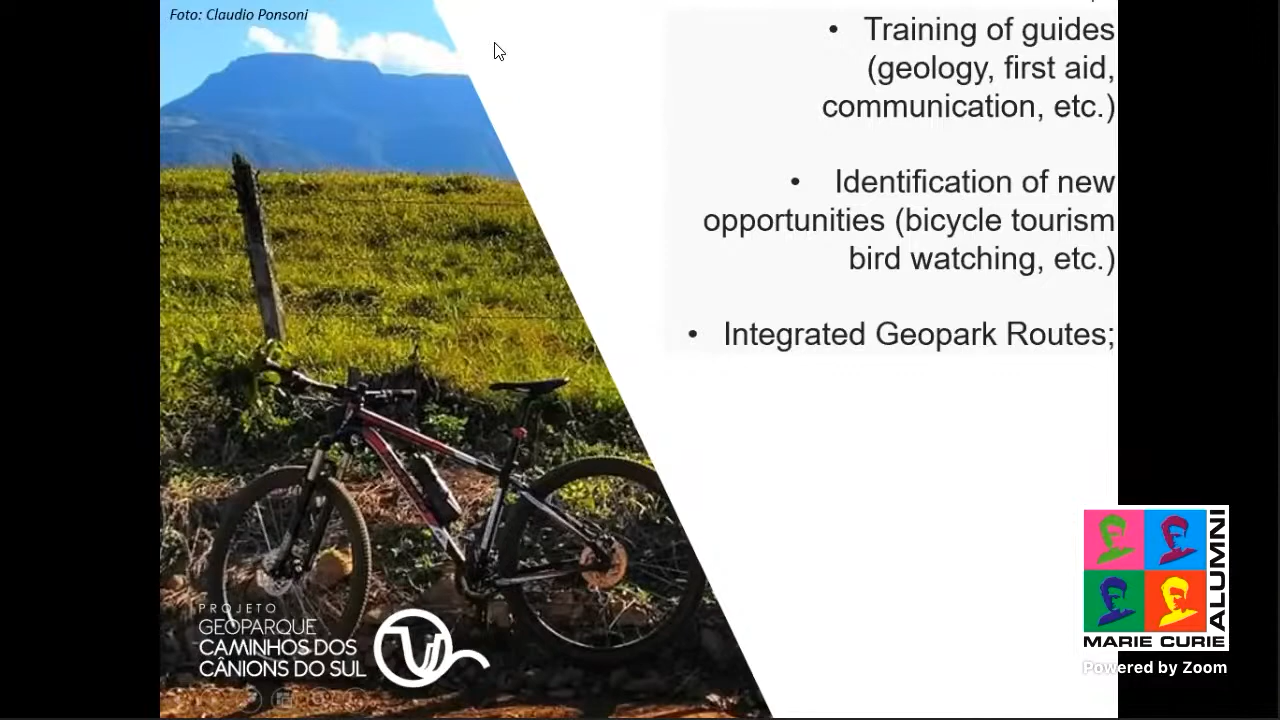 Foto: Claudio Ponsoni
• Training of guides
(geology, first aid,
communication, etc.)
• Identification of new
opportunities (bicycle tourism
bird watching, etc.)
• Integrated Geopark Routes;
PROJETO
GEOPARQUE
CAMINHOS DOS
CÂNIONS DO SUL
ALUMNI
MARIE CURIE
Powered by Zoom